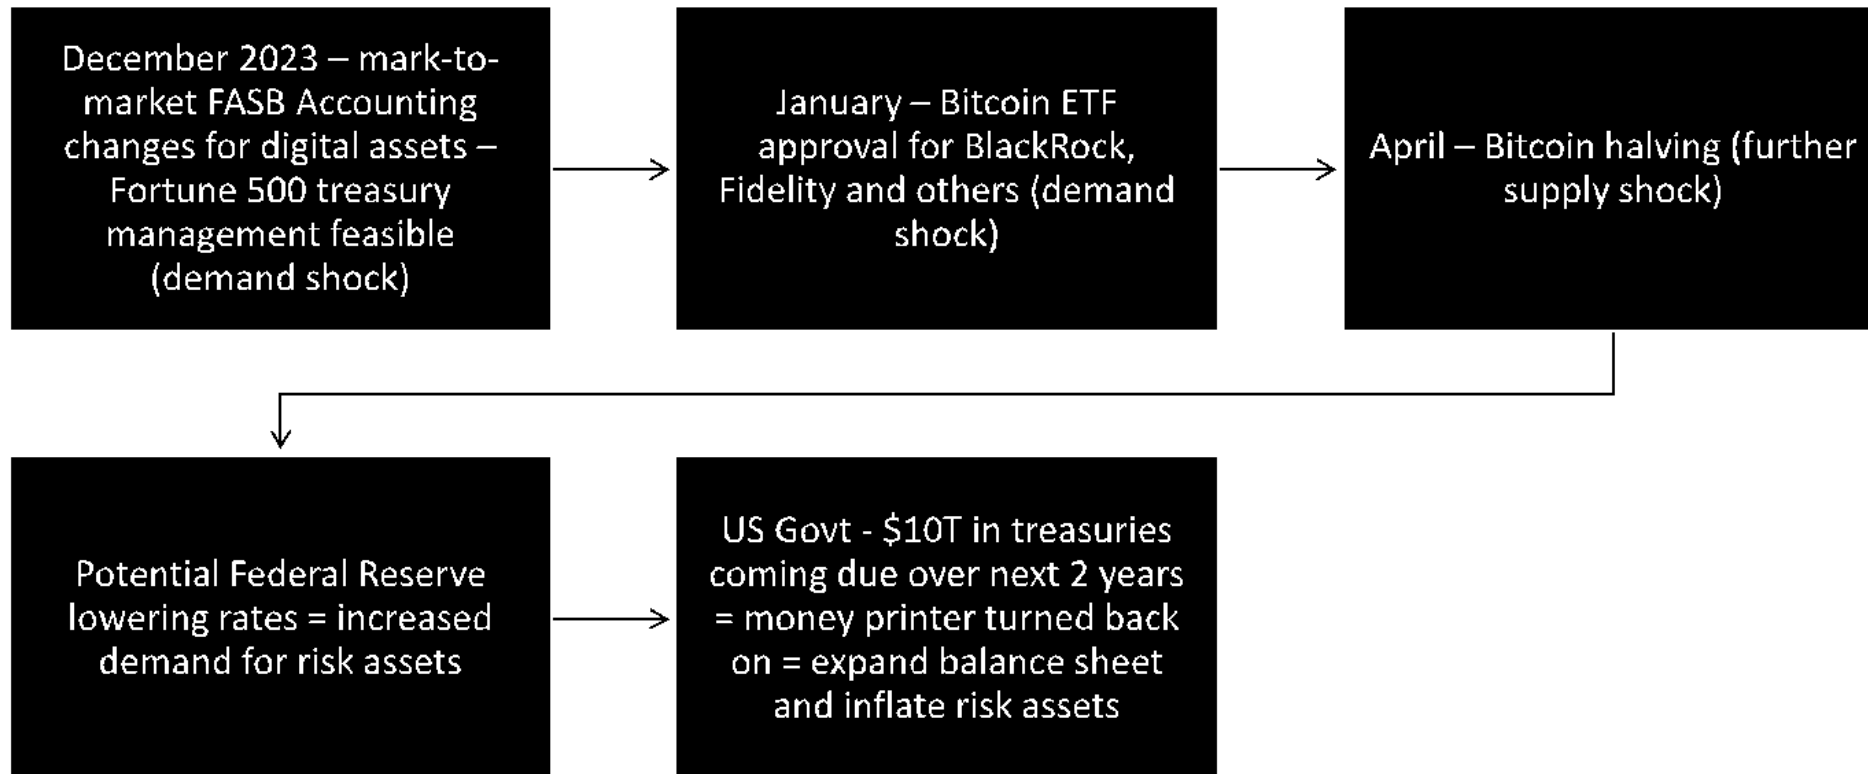 December 2023 – mark-to-
market FASB Accounting
changes for digital assets –
Fortune 500 treasury
management feasible
(demand shock)
January – Bitcoin ETF
approval for BlackRock,
Fidelity and others (demand
shock)
April – Bitcoin halving (further
supply shock)
Potential Federal Reserve
lowering rates = increased
demand for risk assets
US Govt - $10T in treasuries
coming due over next 2 years
= money printer turned back
on = expand balance sheet
and inflate risk assets